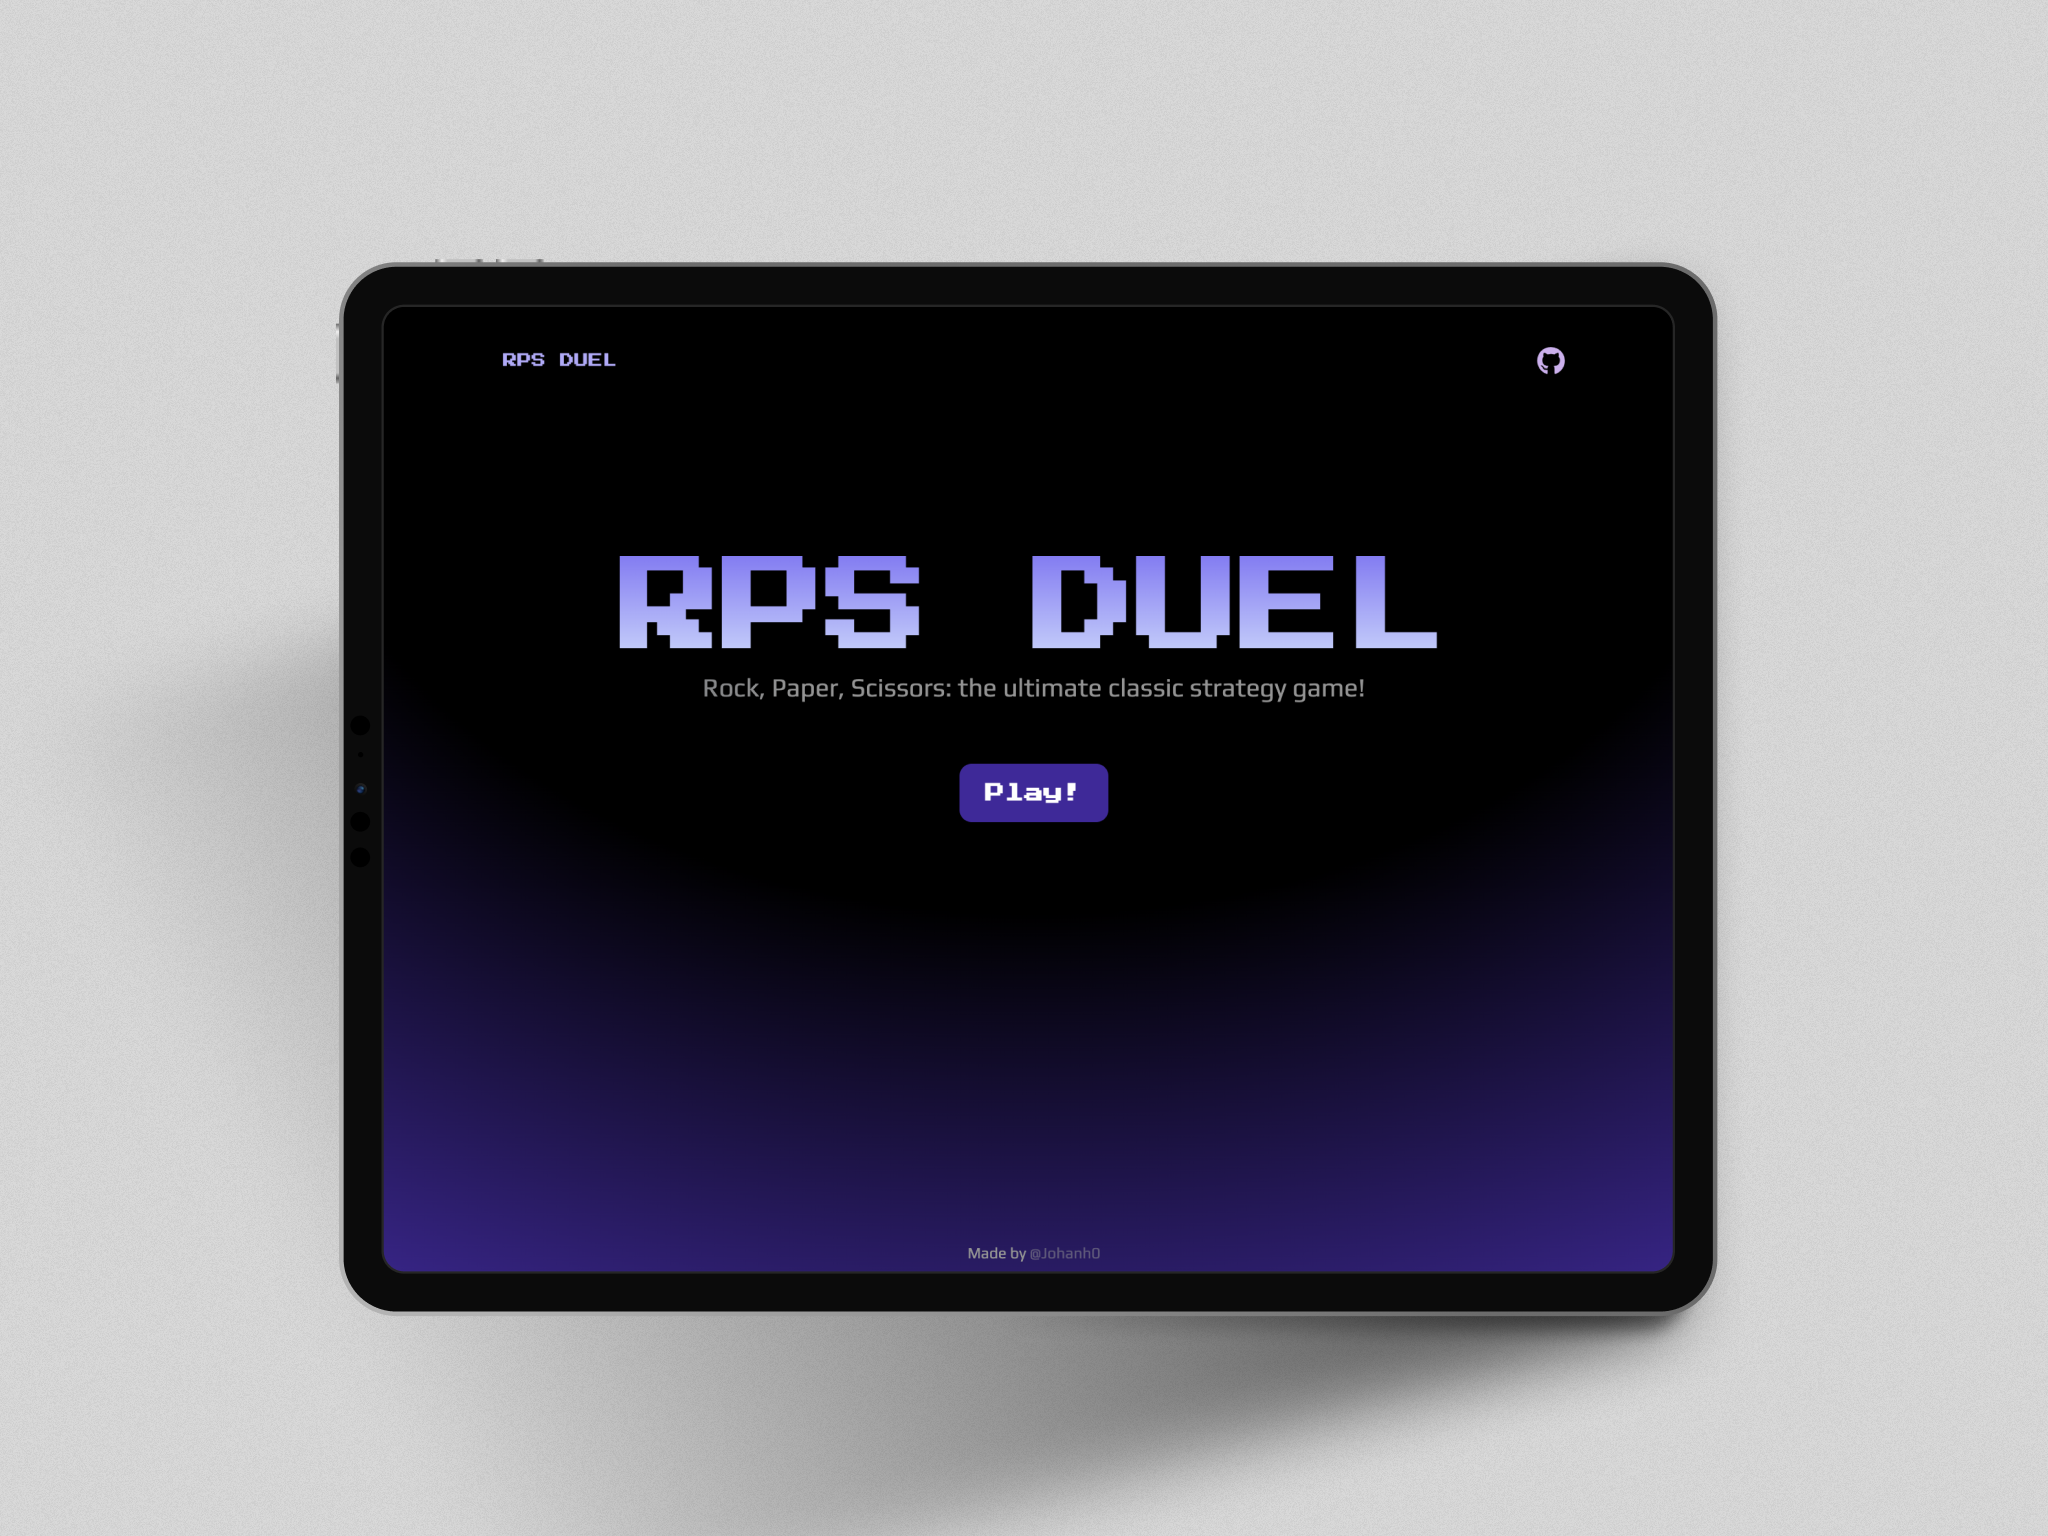 RPS DUEL
RPS DUEL
Rock, Paper, Scissors: the ultimate classic strategy game!
Play!
Made by @Johanh0